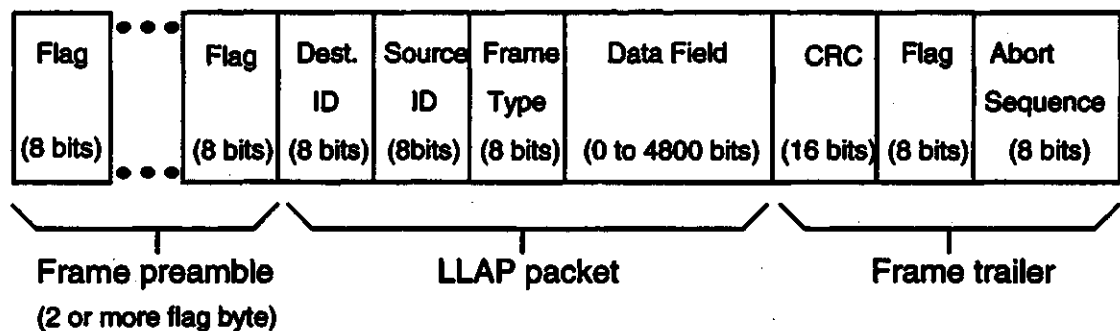 Flag Flag Dest. Source Frame Data Field CRC Flag Abort
ID ID Type Sequence
(8 bits) (8 bits) (8 bits) (8bits) (8 bits) (0 to 4800 bits) (16 bits) (8 bits) (8 bits)
Frame preamble LLAP packet Frame trailer
(2 or more flag byte)